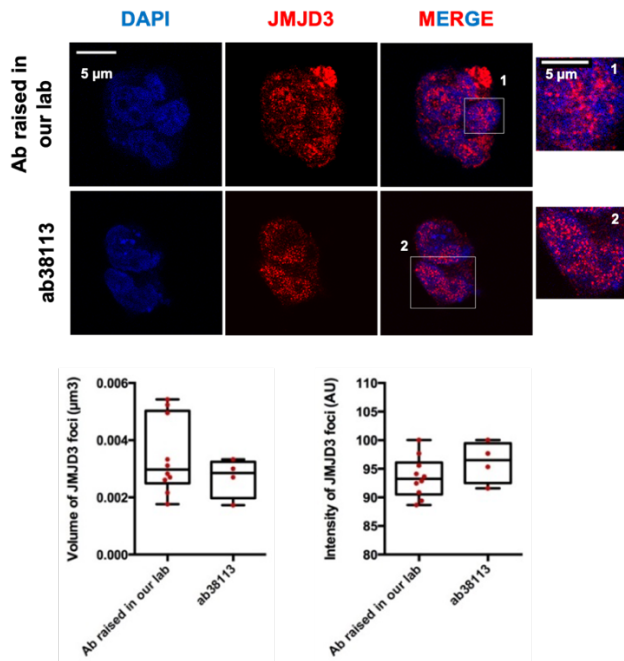 DAPI JMJD3 MERGE
Ab raised in
our lab
5 µm
1
5 µm
1
ab38113
2
2
Volume of JMJD3 foci (µm3)
0.006
0.004
0.002
0.000
Ab raised in our lab
ab38113
Intensity of JMJD3 foci (AU)
110
105
100
95
90
85
80
Ab raised in our lab
ab38113